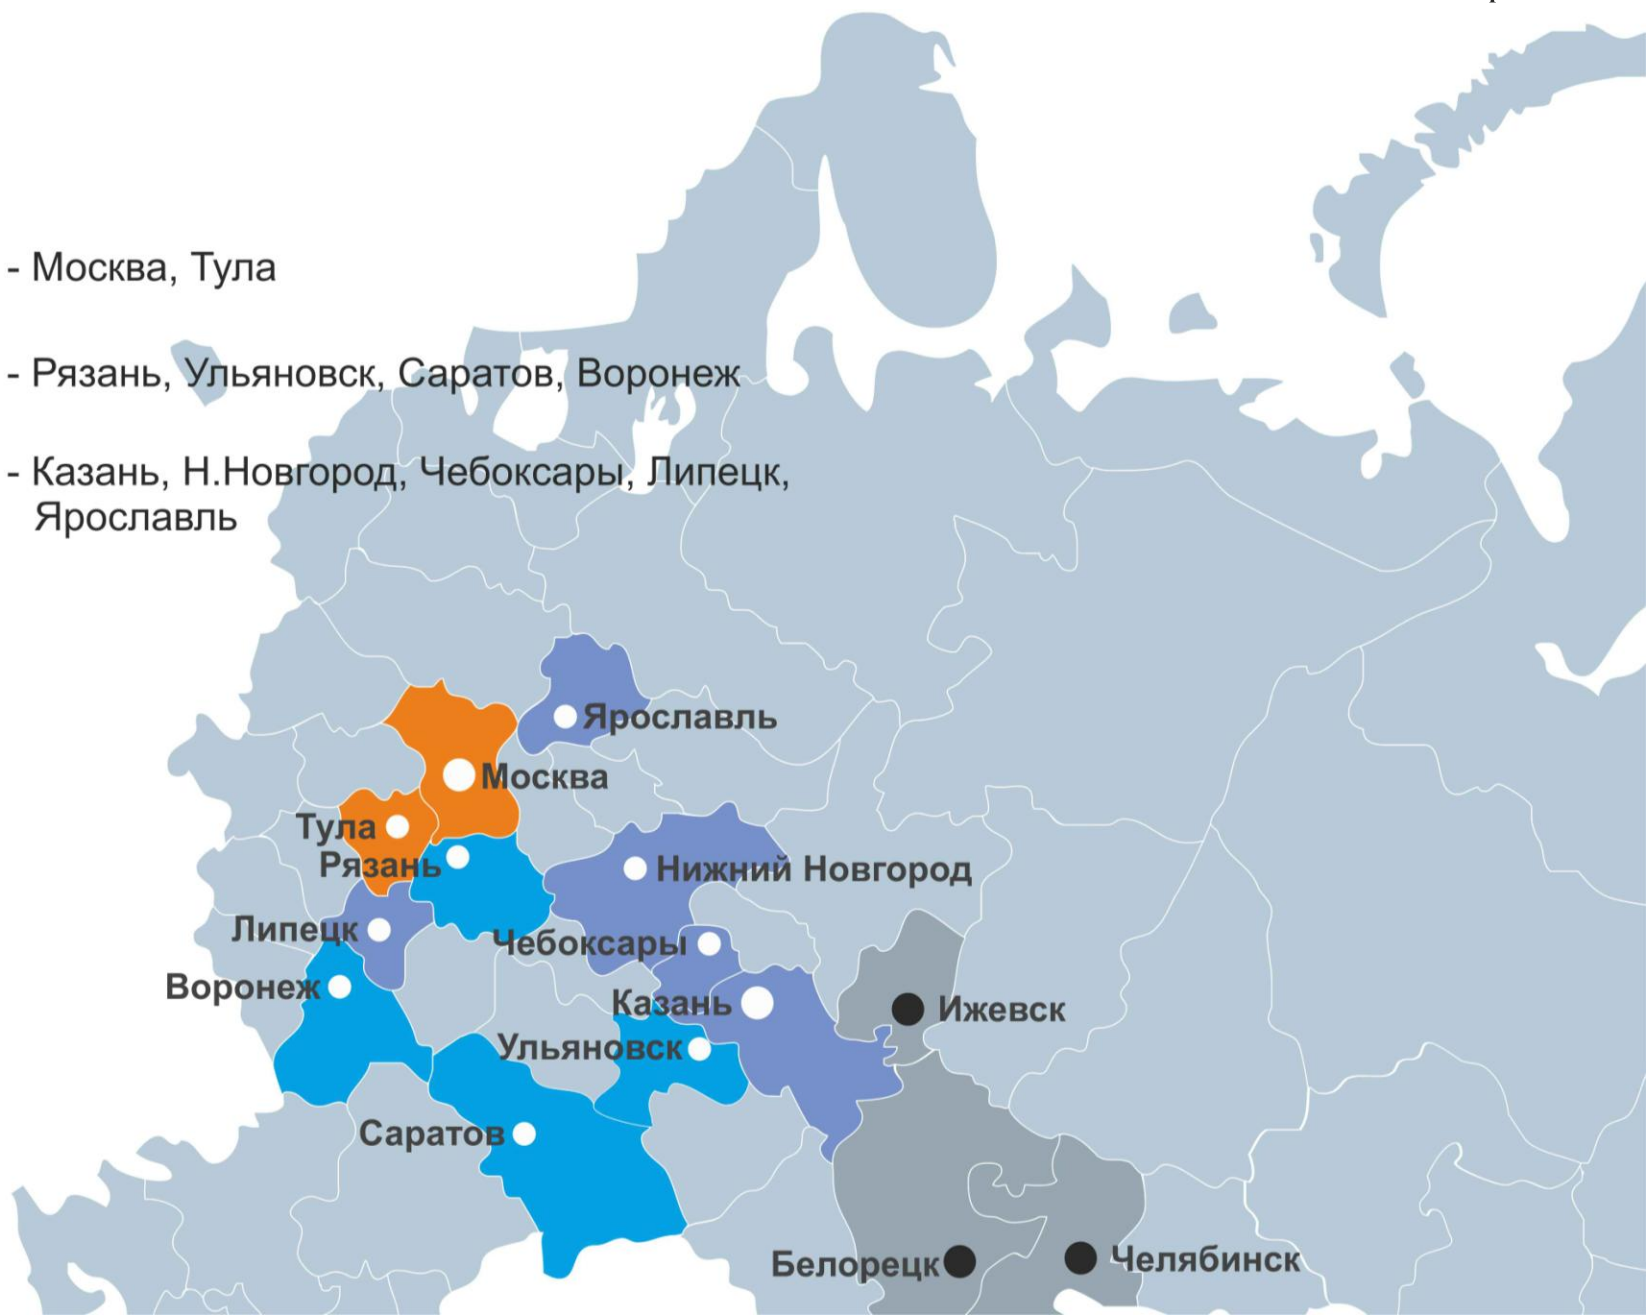 - Москва, Тула
- Рязань, Ульяновск, Саратов, Воронеж
- Казань, Н.Новгород, Чебоксары, Липецк,
Ярославль
Ярославль
Москва
Тула
Рязань
Нижний Новгород
Липецк
Чебоксары
Воронеж
Казань
Ижевск
Ульяновск
Саратов
Белорецк
Челябинск